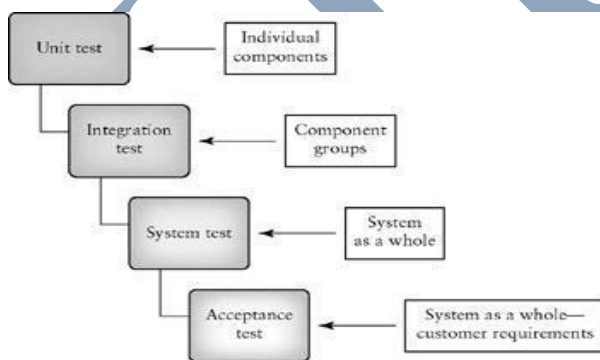 Unit test
Individual
components
Integration
test
Component
groups
System test
System
as a whole
Acceptance
test
System as a whole—
customer requirements